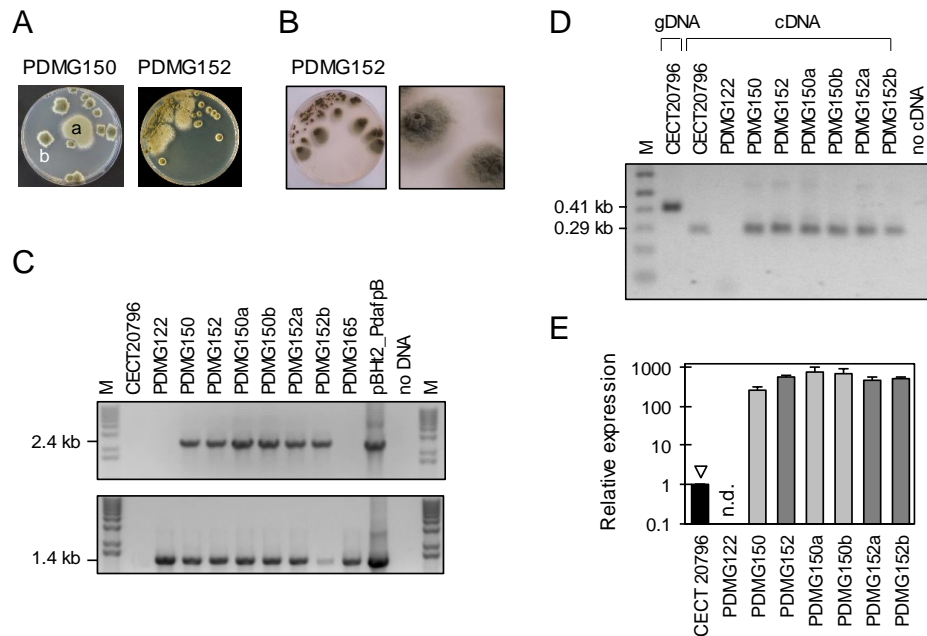 A
PDMG150
PDMG152
a
b
B
PDMG152
C
M
CECT20796
PDMG122
PDMG150
PDMG152
PDMG150a
PDMG150b
PDMG152a
PDMG152b
PDMG165
pBHt2_PdafpB
no DNA
M
2.4 kb
1.4 kb
D
gDNA
cDNA
M
CECT20796
CECT20796
PDMG122
PDMG150
PDMG152
PDMG150a
PDMG150b
PDMG152a
PDMG152b
no cDNA
0.41 kb
0.29 kb
E
Relative expression
1000
100
10
1
0.1
n.d.
CECT 20796
PDMG122
PDMG150
PDMG152
PDMG150a
PDMG150b
PDMG152a
PDMG152b